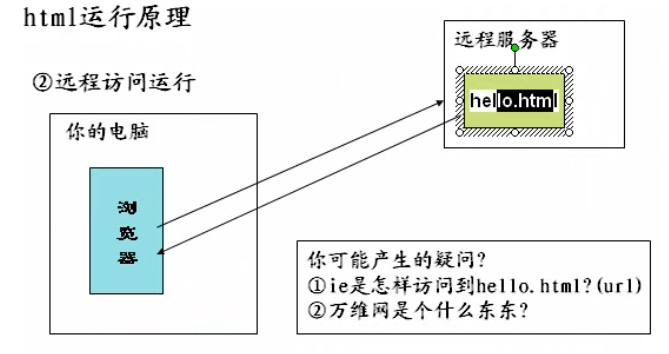 html运行原理
②远程访问运行
远程服务器
hello.html
你的电脑
浏
览
器
你可能产生的疑问?
①ie是怎样访问到hello.html?(url)
②万维网是个什么东东?